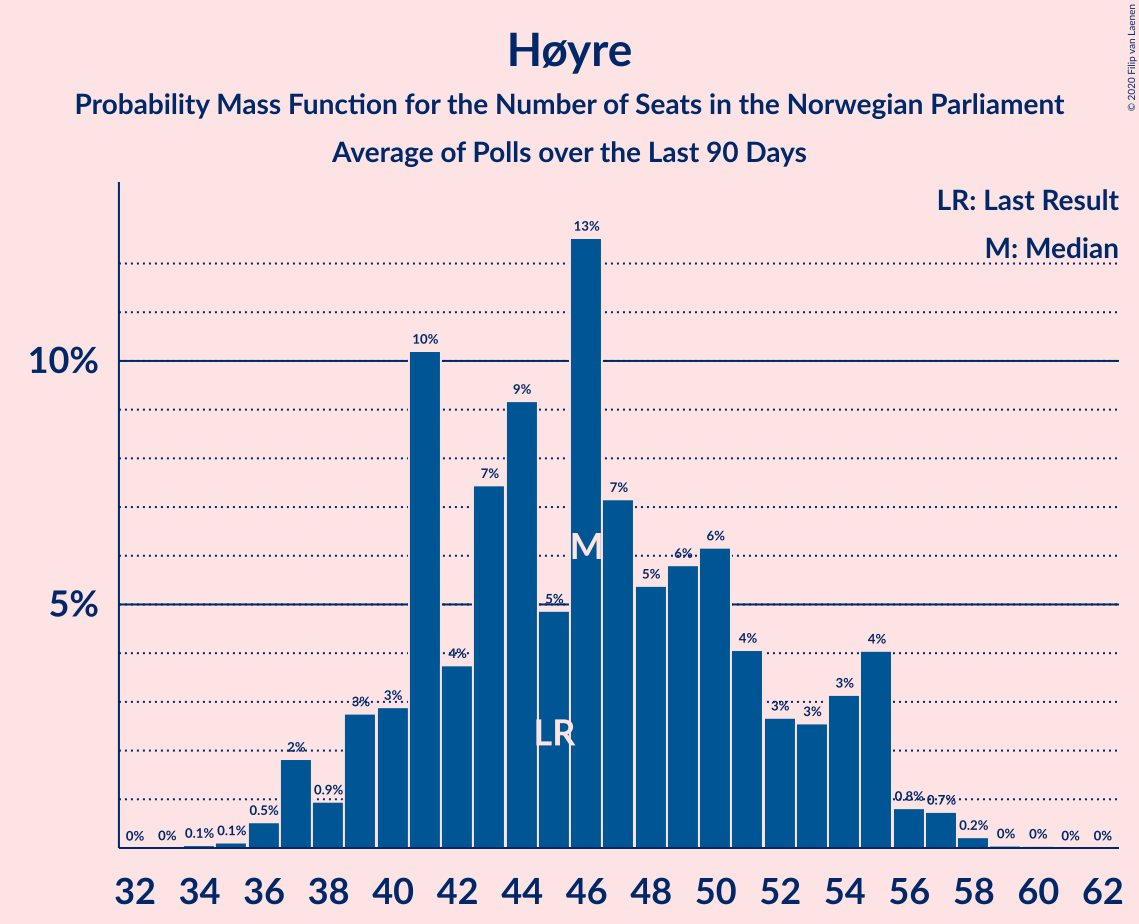 Høyre
Probability Mass Function for the Number of Seats in the Norwegian Parliament
Average of Polls over the Last 90 Days
© 2020 Filip van Laenen
LR: Last Result
M: Median
10%
5%
0% 0% 0.1% 0.1% 0.5% 2% 0.9% 3% 3% 10% 4% 7% 9% 5% 13% 7% 5% 6% 6% 4% 3% 3% 3% 4% 0.8% 0.7% 0.2% 0% 0% 0% 0%
M
LR
32 34 36 38 40 42 44 46 48 50 52 54 56 58 60 62